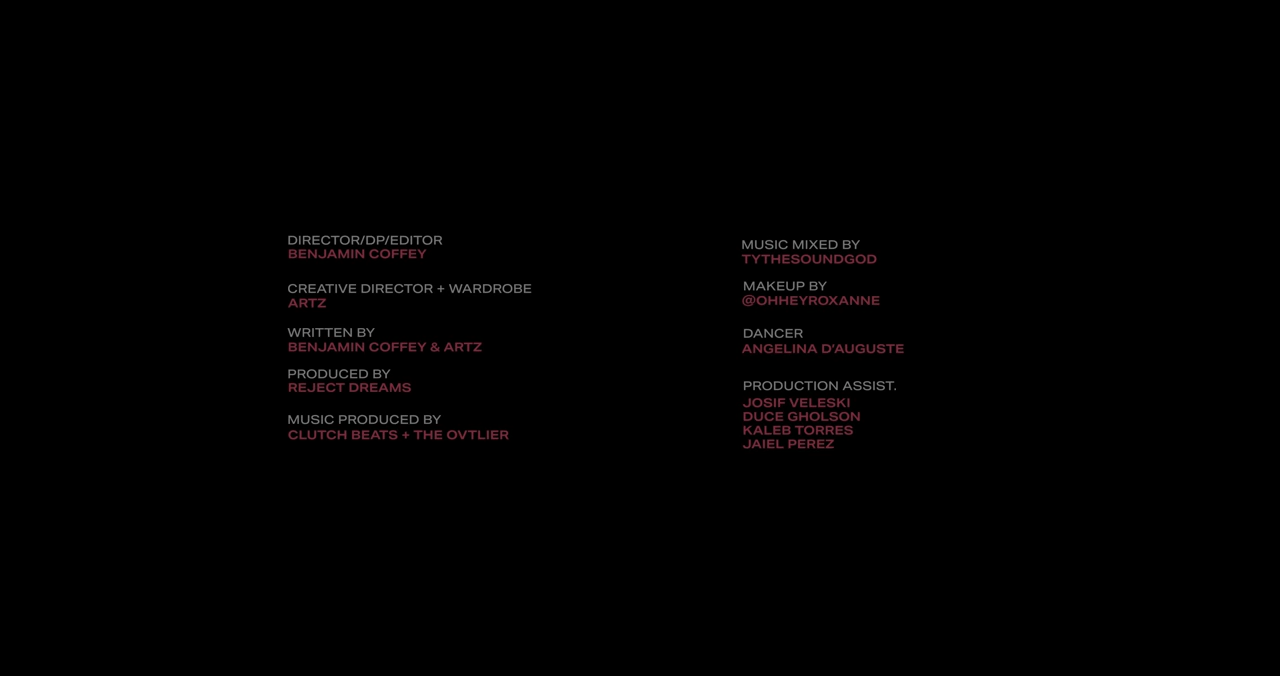 DIRECTOR/DP/EDITOR
BENJAMIN COFFEY
CREATIVE DIRECTOR + WARDROBE
ARTZ
WRITTEN BY
BENJAMIN COFFEY & ARTZ
PRODUCED BY
REJECT DREAMS
MUSIC PRODUCED BY
CLUTCH BEATS + THE OVTLIER
MUSIC MIXED BY
TYTHESOUNDGOD
MAKEUP BY
@OHHEYROXANNE
DANCER
ANGELINA D'AUGUSTE
PRODUCTION ASSIST.
JOSIF VELESKI
DUCE GHOLSON
KALEB TORRES
JAIEL PEREZ